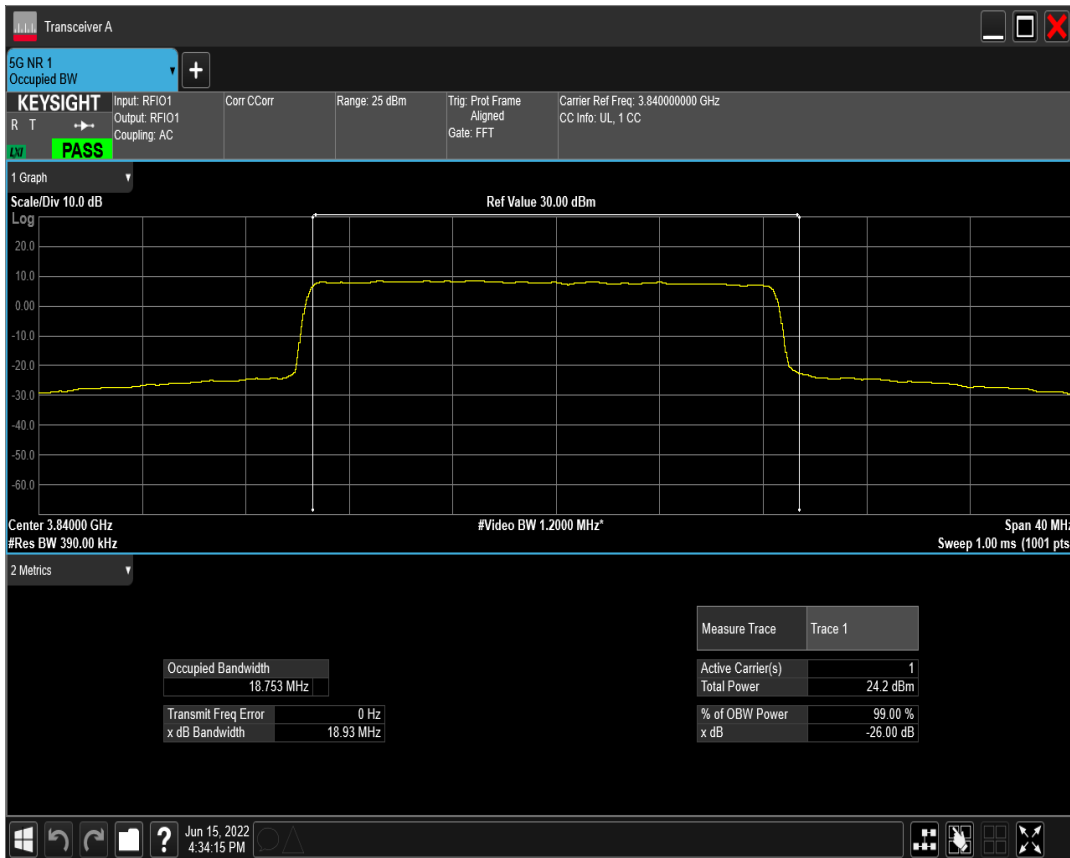 Transceiver A
5G NR 1
Occupied BW
+
KEYSIGHT
R T
LXI
PASS
Input: RFIO1
Output: RFIO1
Coupling: AC
Corr CCorr
Range: 25 dBm
Trig: Prot Frame
Aligned
Gate: FFT
Carrier Ref Freq: 3.840000000 GHz
CC Info: UL, 1 CC
1 Graph
Scale/Div 10.0 dB
Ref Value 30.00 dBm
Log
20.0
10.0
0.00
-10.0
-20.0
-30.0
-40.0
-50.0
-60.0
Center 3.84000 GHz
#Video BW 1.2000 MHz*
Span 40 MHz
#Res BW 390.00 kHz
Sweep 1.00 ms (1001 pts
2 Metrics
Measure Trace Trace 1
Occupied Bandwidth
18.753 MHz
Active Carrier(s) 1
Total Power 24.2 dBm
Transmit Freq Error 0 Hz
x dB Bandwidth 18.93 MHz
% of OBW Power 99.00 %
x dB -26.00 dB
?
Jun 15, 2022
4:34:15 PM